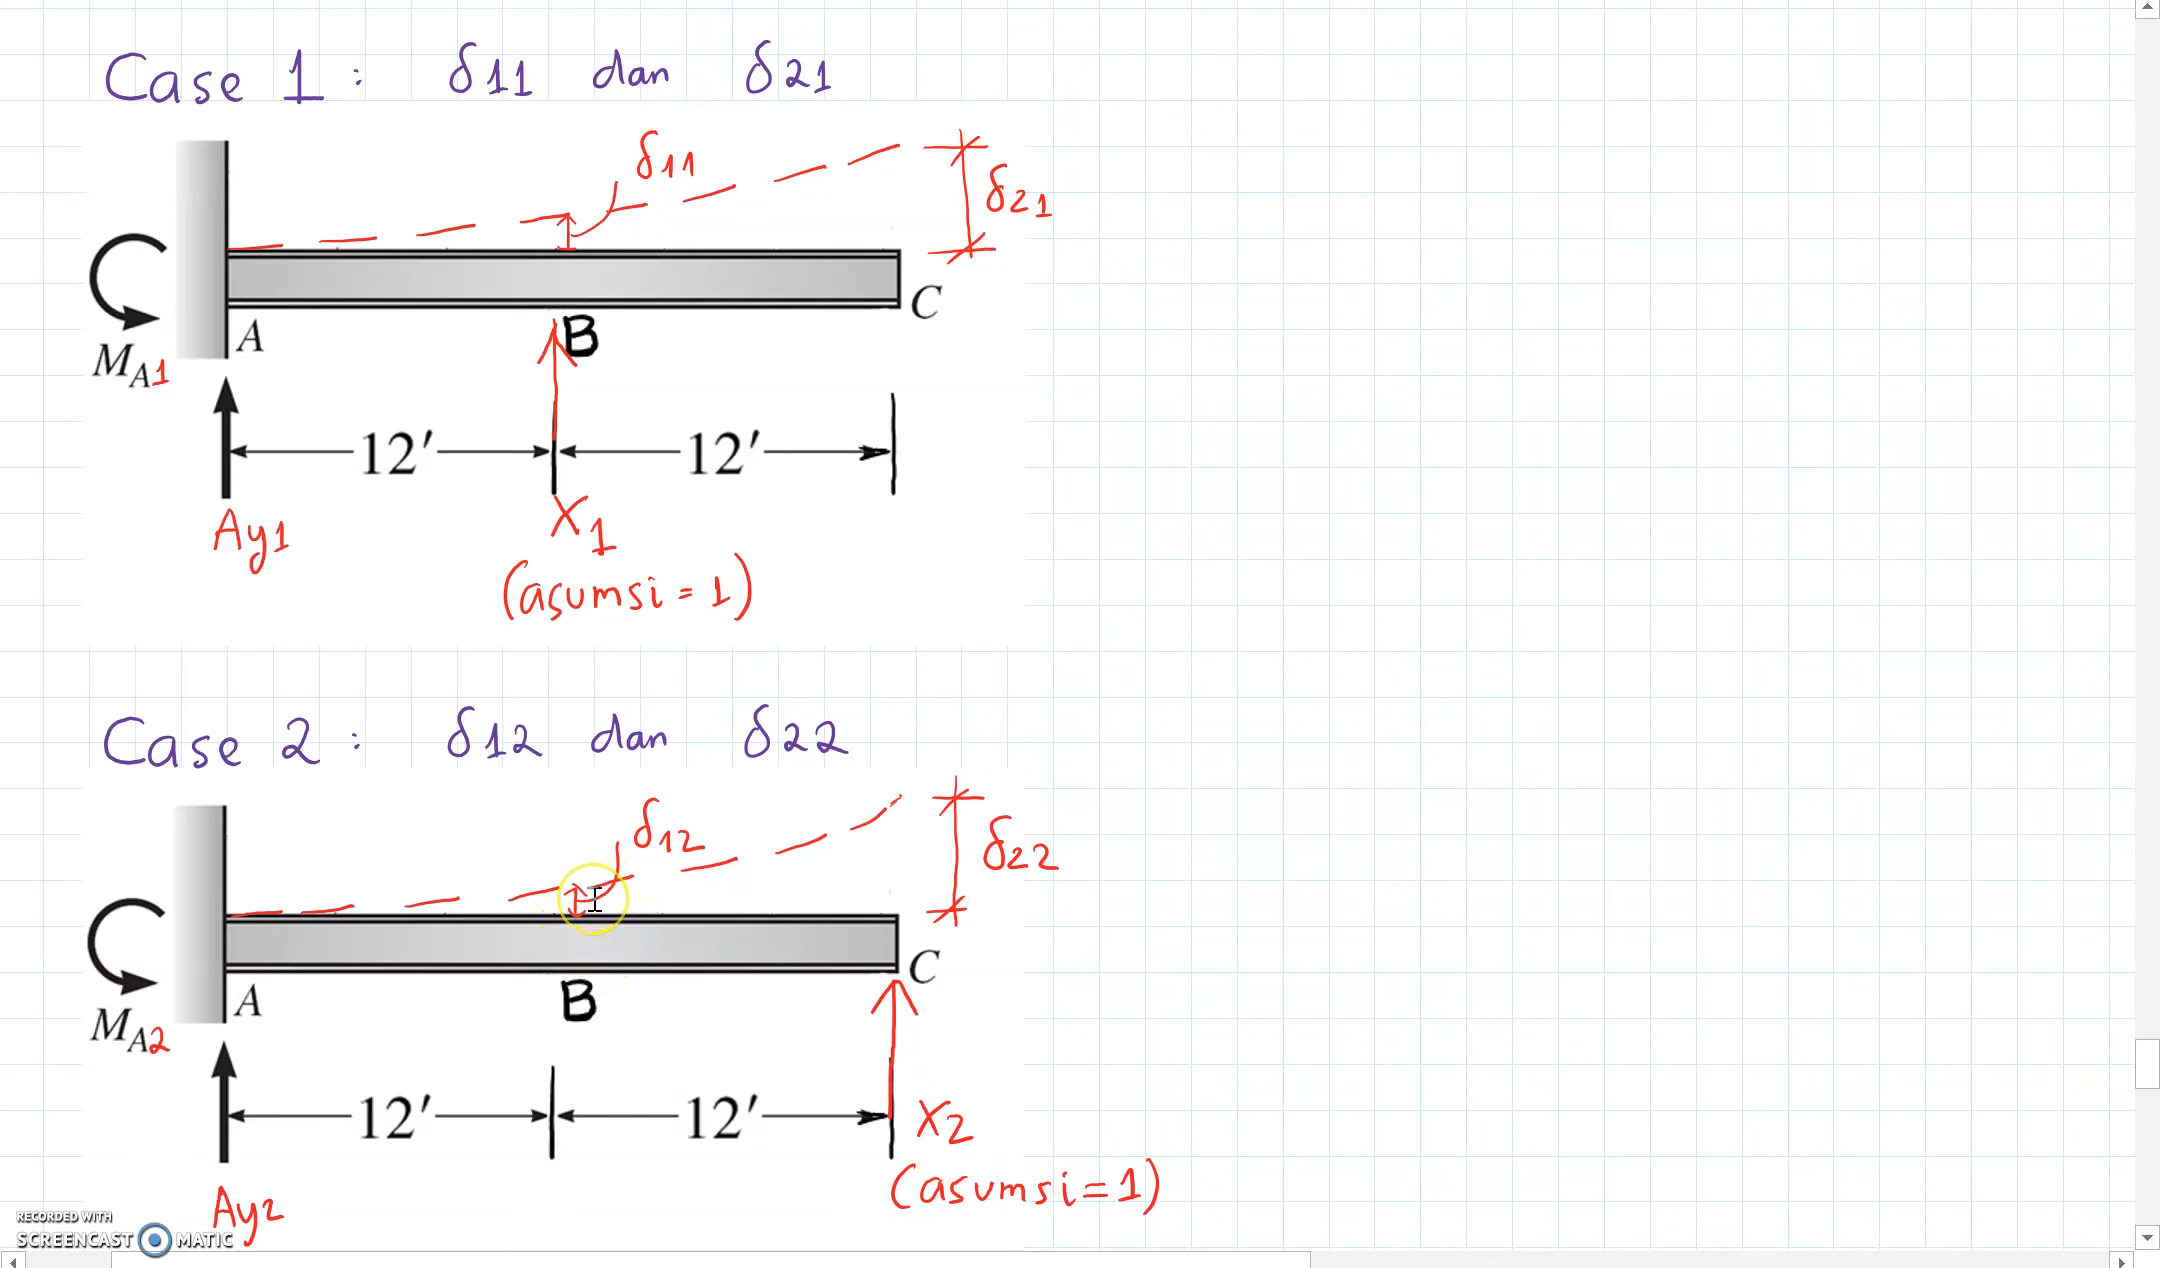 Case 1 : δ11 dan δ21
δ11
δ21
C
A
B
MA1
12' 12'
Ay1
X1
(asumsi = 1)
Case 2 : δ12 dan δ22
δ12
δ22
C
A
B
MA2
12' 12'
X2
(asumsi=1)
Ay2
RECORDED WITH
SCREENCAST MATIC